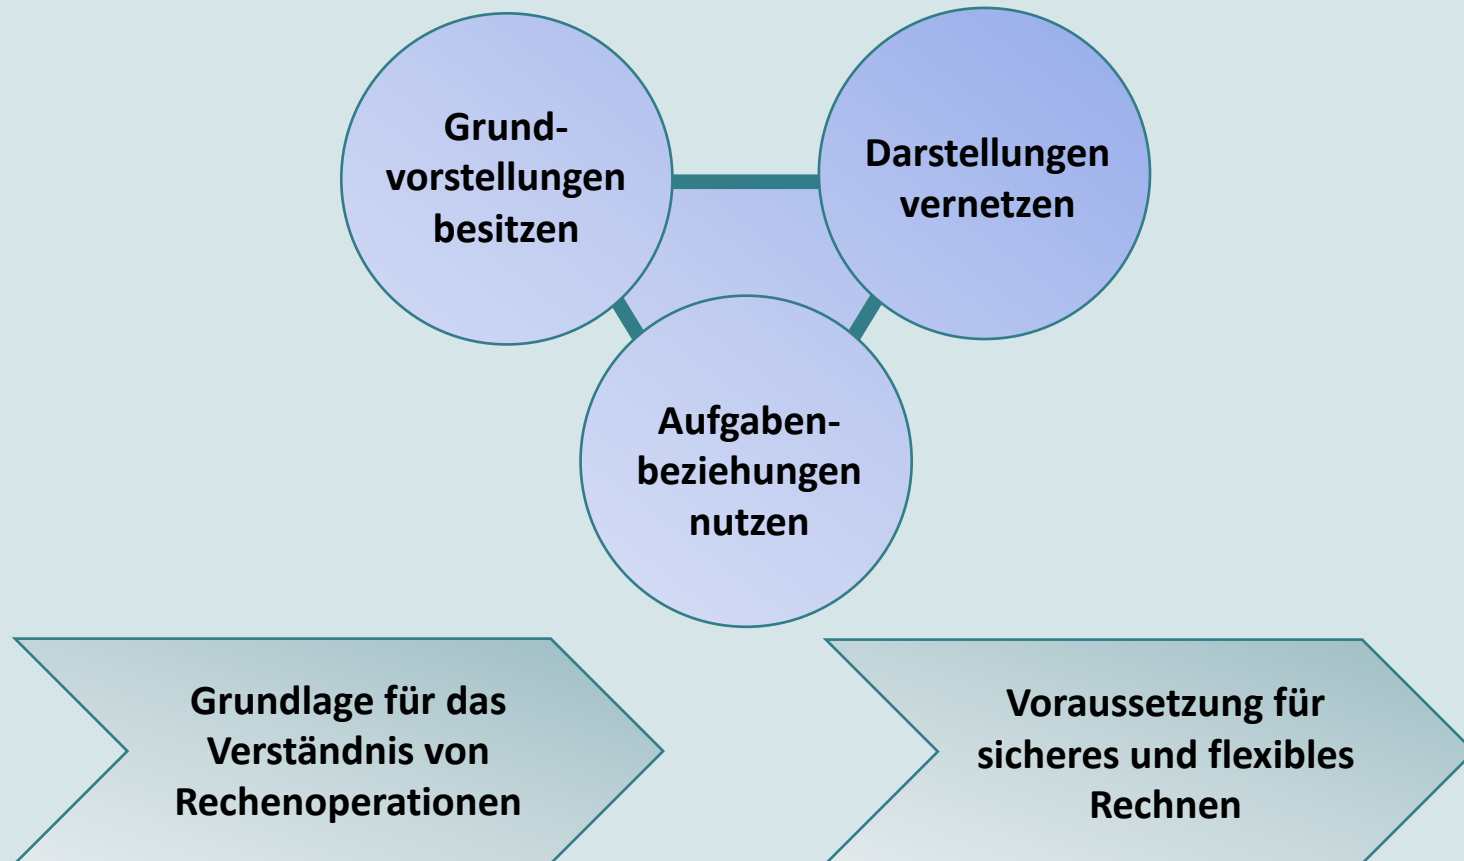 Grund-
vorstellungen
besitzen
Darstellungen
vernetzen
Aufgaben-
beziehungen
nutzen
Grundlage für das
Verständnis von
Rechenoperationen
Voraussetzung für
sicheres und flexibles
Rechnen